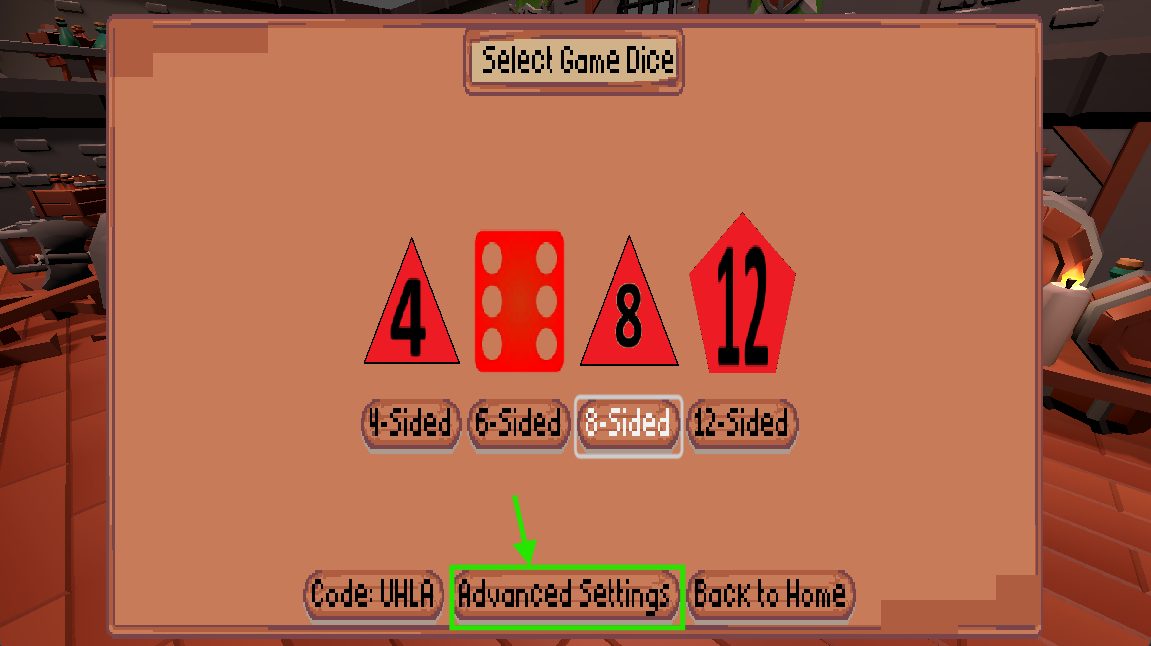 Select Game Dice
4
8
12
4-Sided
6-Sided
8-Sided
12-Sided
Code: UHLA
Advanced Settings
Back to Home